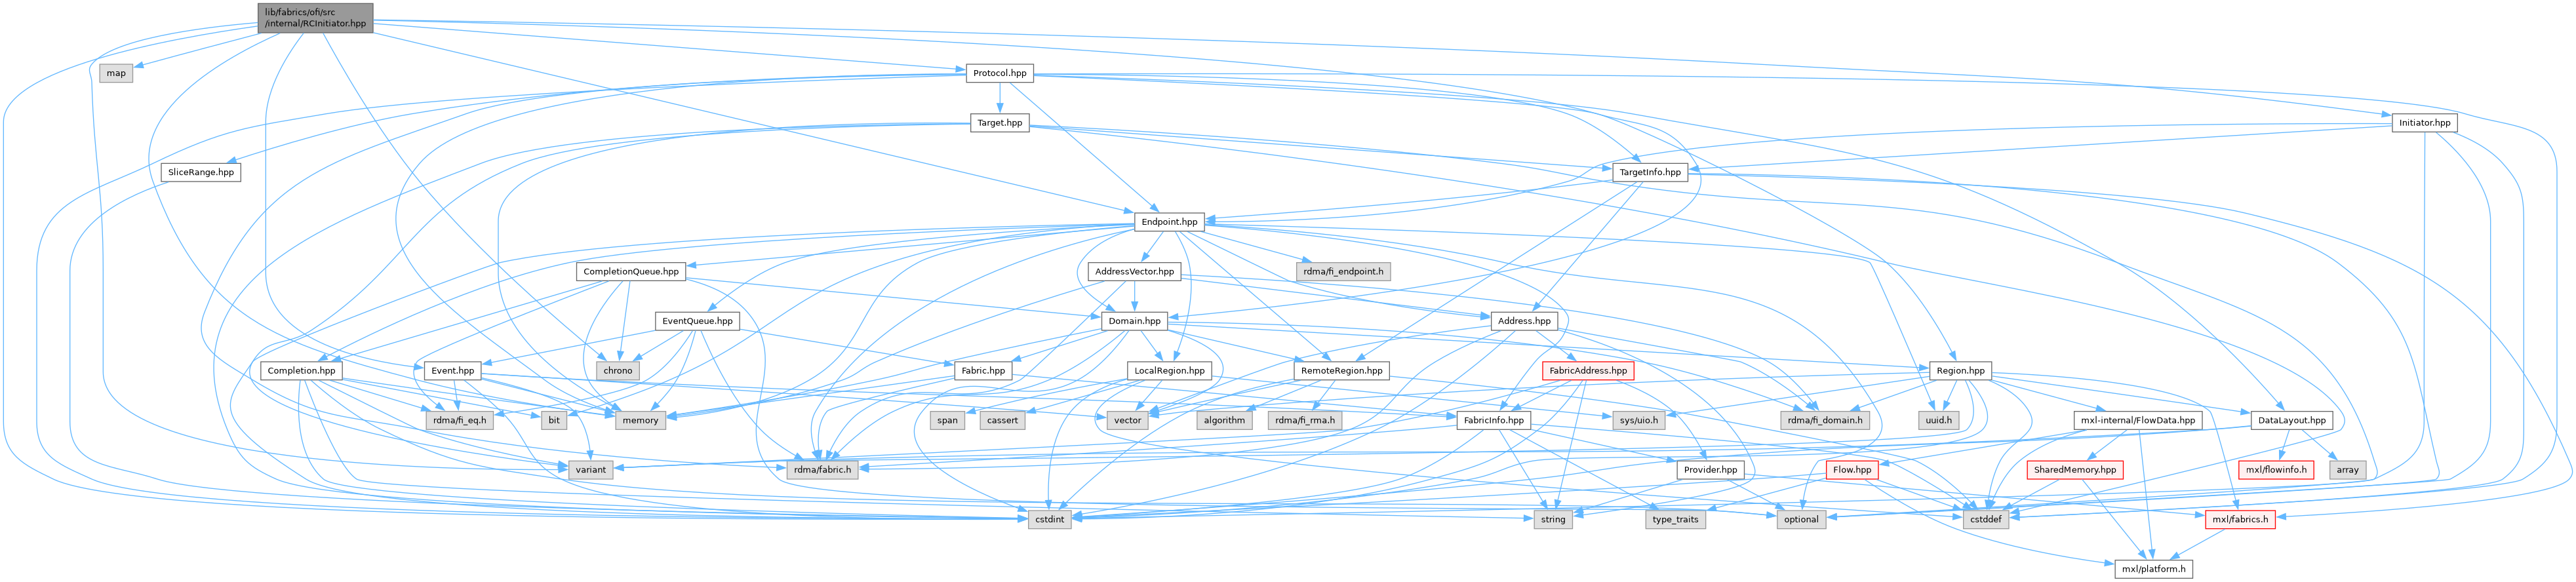 lib/fabrics/ofi/src
/internal/RCInitiator.hpp
map
Protocol.hpp
Target.hpp
Initiator.hpp
SliceRange.hpp
TargetInfo.hpp
Endpoint.hpp
CompletionQueue.hpp
AddressVector.hpp
rdma/fi_endpoint.h
EventQueue.hpp
Domain.hpp
Address.hpp
Completion.hpp
Event.hpp
chrono
Fabric.hpp
LocalRegion.hpp
RemoteRegion.hpp
FabricAddress.hpp
Region.hpp
rdma/fi_eq.h
bit
memory
vector
span
cassert
algorithm
rdma/fi_rma.h
FabricInfo.hpp
sys/uio.h
rdma/fi_domain.h
uuid.h
mxl-internal/FlowData.hpp
DataLayout.hpp
variant
rdma/fabric.h
Provider.hpp
Flow.hpp
SharedMemory.hpp
mxl/flowinfo.h
array
cstdint
string
type_traits
optional
cstddef
mxl/fabrics.h
mxl/platform.h